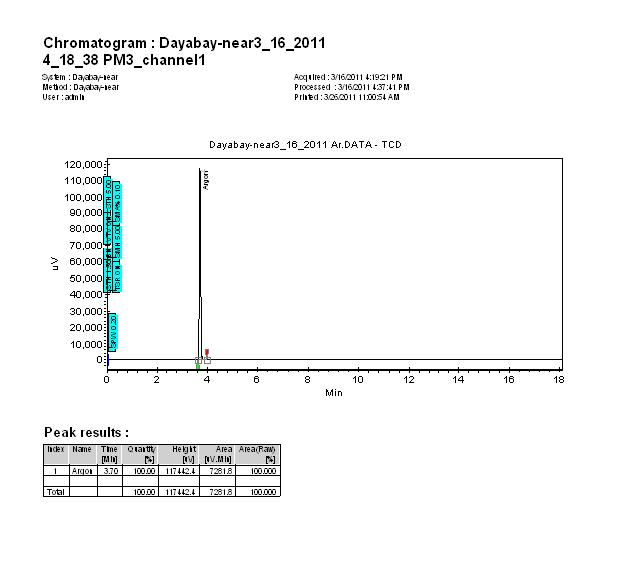 Chromatogram : Dayabay-near3_16_2011
4_18_38 PM3_channel1
System : Dayabay-near
Method : Dayabay-near
User : admin
Acquired : 3/16/2011 4:19:21 PM
Processed : 3/16/2011 4:37:41 PM
Printed : 3/26/2011 11:00:54 AM
Dayabay-near3_16_2011 Ar.DATA - TCD
120,000
110,000
100,000
90,000
80,000
70,000
60,000
50,000
40,000
30,000
20,000
10,000
0
uV
Argon
SPW 0.20
0 2 4 6 8 10 12 14 16 18
Min
Peak results :
Index Name Time Quantity Height Area Area(Raw)
[Min] [%] [uV] [uV.Min] [%]
1 Argon 3.70 100.00 117442.4 7281.8 100.000
Total 100.00 117442.4 7281.8 100.000